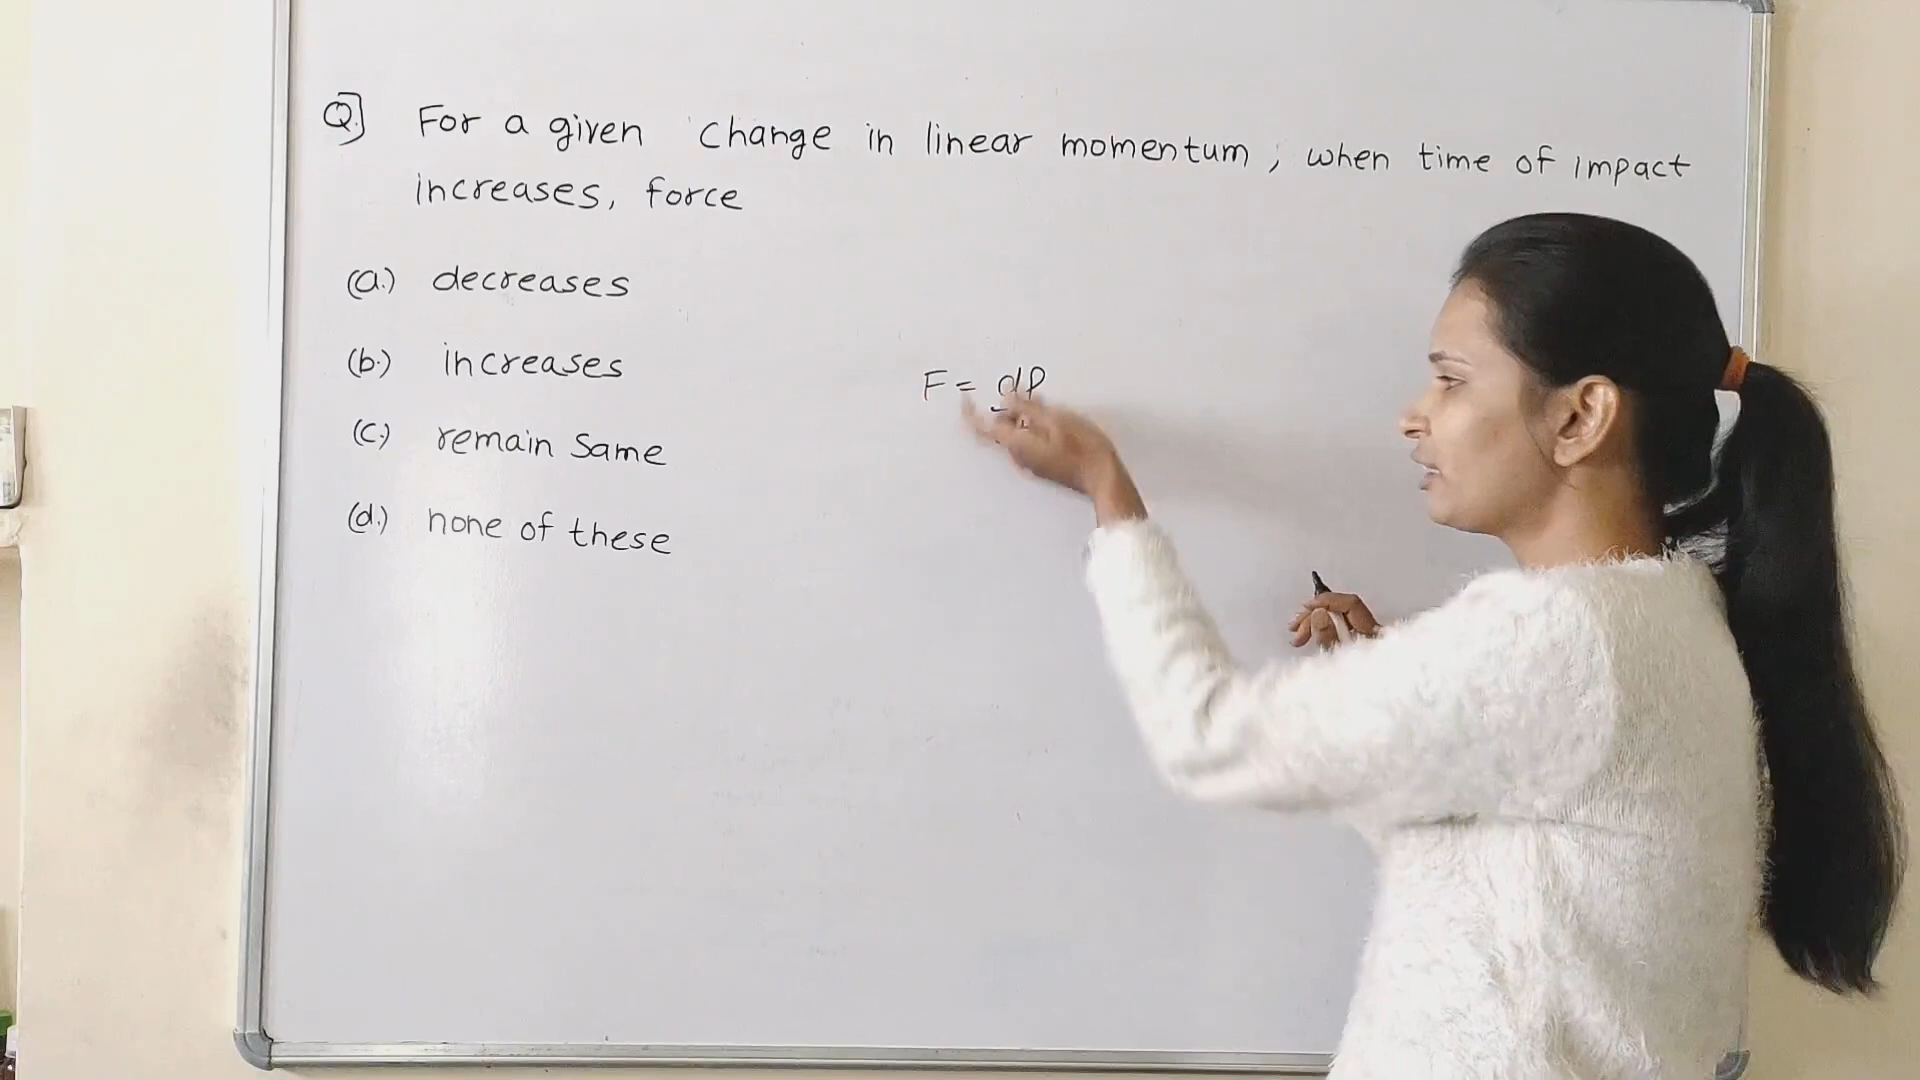 Q.] For a given change in linear momentum, when time of impact
increases, force
(a.) decreases
(b.) increases
(c.) remain same
(d.) none of these
F = dP